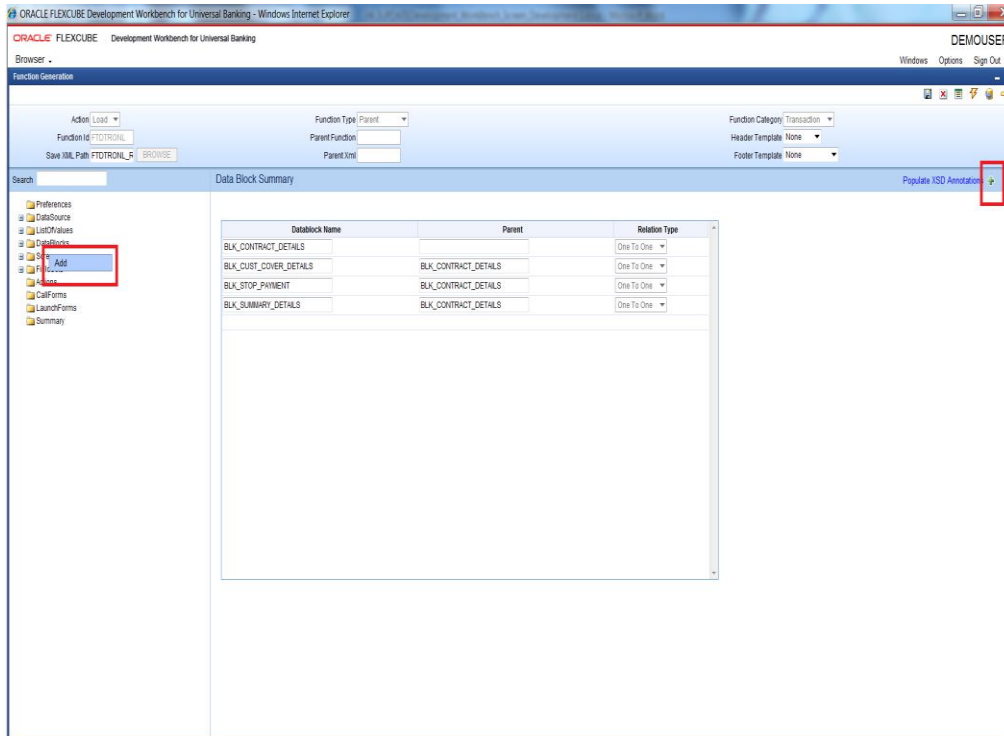 ORACLE FLEXCUBE Development Workbench for Universal Banking - Windows Internet Explorer
ORACLE FLEXCUBE Development Workbench for Universal Banking
DEMOUSER
Browser
Windows Options Sign Out
Function Generation
Action Load
Function Type Parent
Function Category Transaction
Function Id FTDTRONL
Parent Function
Header Template None
Save XML Path FTDTRONL_R BROWSE
Parent Xml
Footer Template None
Search
Data Block Summary
Populate XSD Annotations
Preferences
DataSource
ListOfValues
DataBlocks
Scre
Add
Actions
CallForms
LaunchForms
Summary
Datablock Name Parent Relation Type
BLK_CONTRACT_DETAILS One To One
BLK_CUST_COVER_DETAILS BLK_CONTRACT_DETAILS One To One
BLK_STOP_PAYMENT BLK_CONTRACT_DETAILS One To One
BLK_SUMMARY_DETAILS BLK_CONTRACT_DETAILS One To One